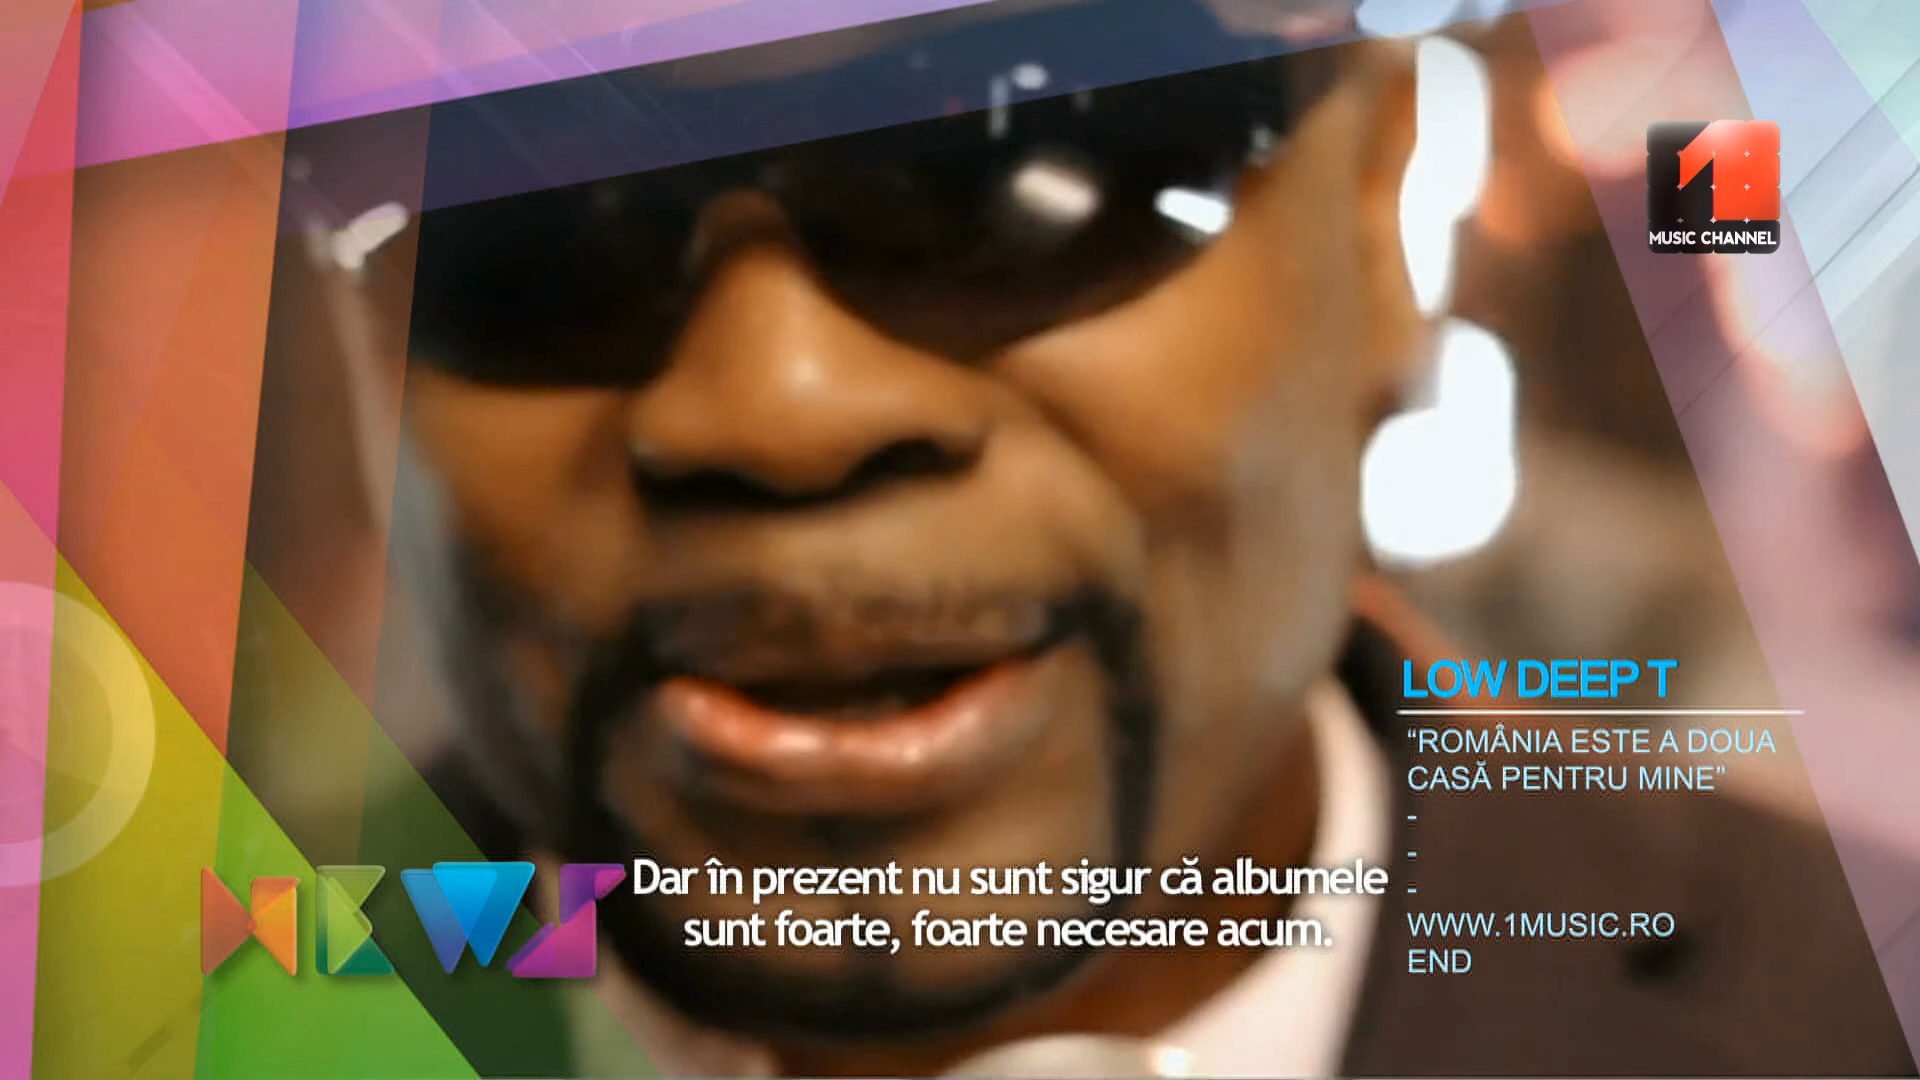 MUSIC CHANNEL
LOW DEEP T
“ROMÂNIA ESTE A DOUA
CASĂ PENTRU MINE”
-
-
-
WWW.1MUSIC.RO
END
NEWS
Dar în prezent nu sunt sigur că albumele
sunt foarte, foarte necesare acum.